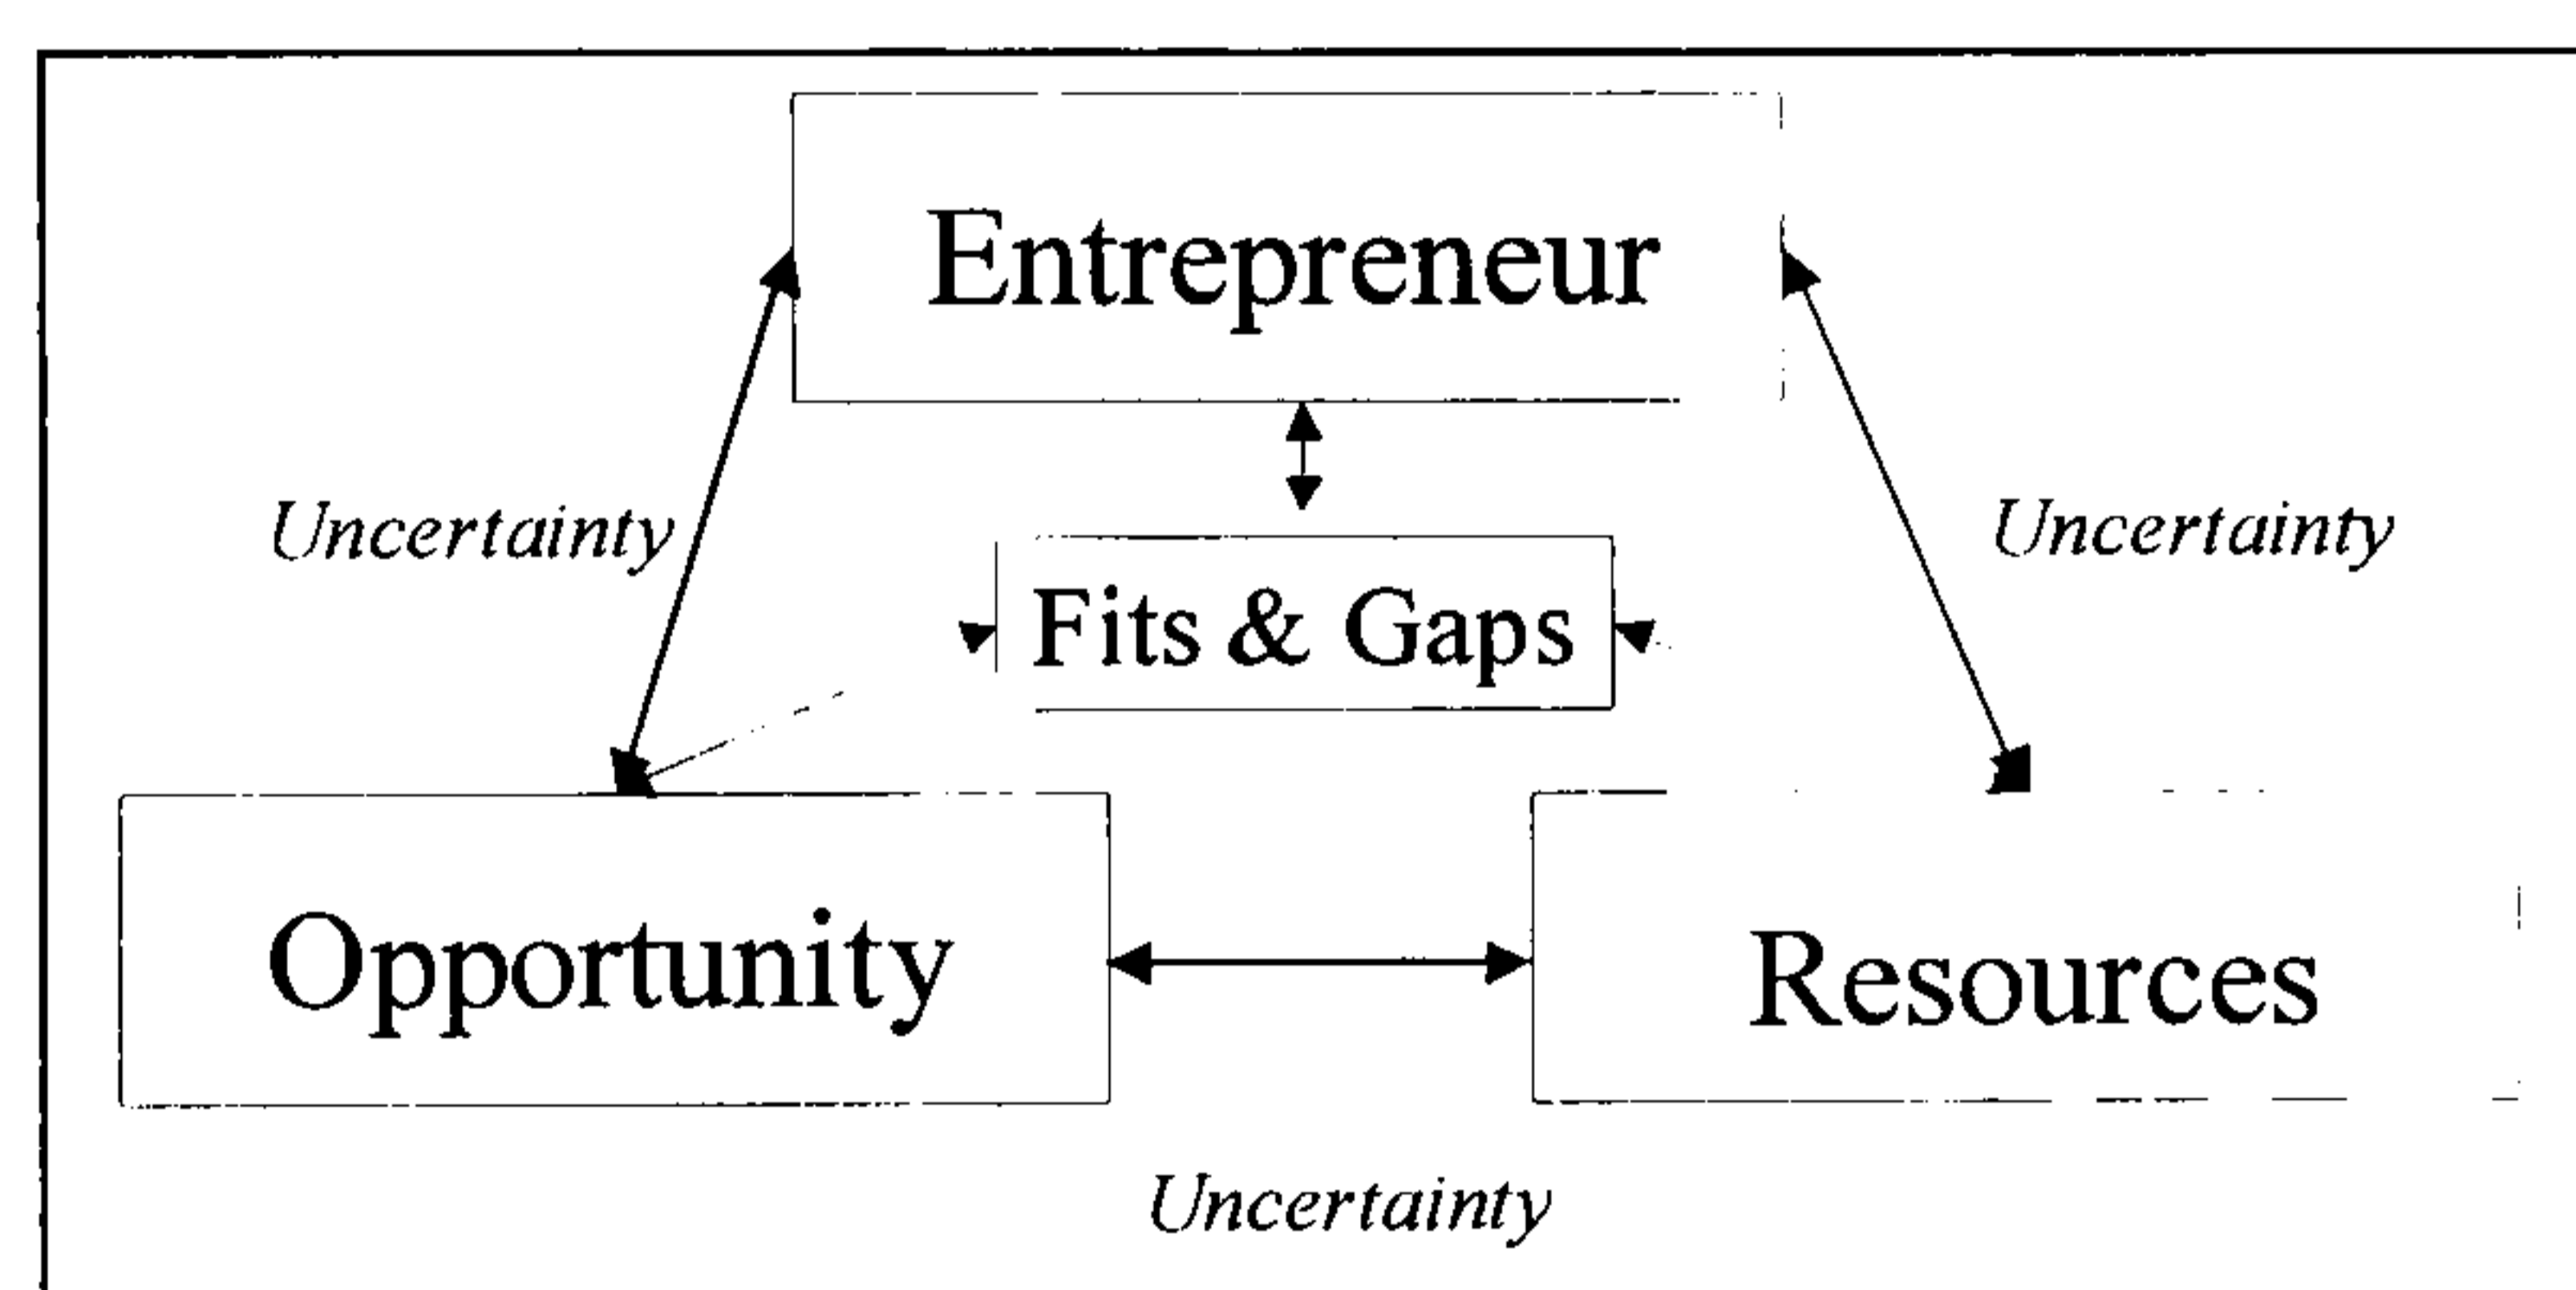 Entrepreneur
Uncertainty
Uncertainty
Fits & Gaps
Opportunity
Resources
Uncertainty